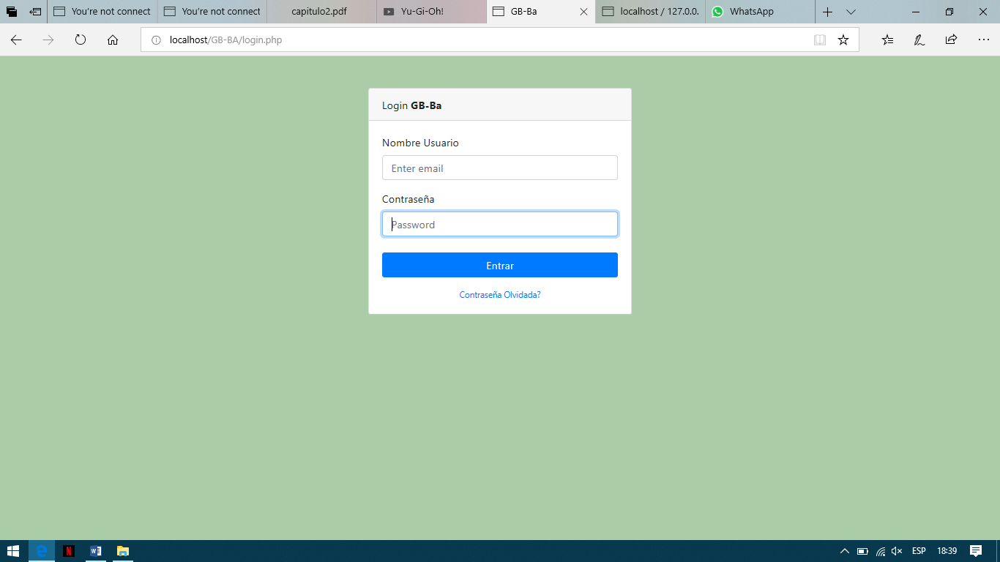 You're not connect
You're not connect
capitulo2.pdf
Yu-Gi-Oh!
GB-Ba
localhost / 127.0.0.
WhatsApp
localhost/GB-BA/login.php
Login GB-Ba
Nombre Usuario
Enter email
Contraseña
Password
Entrar
Contraseña Olvidada?
N
W
ESP
18:39